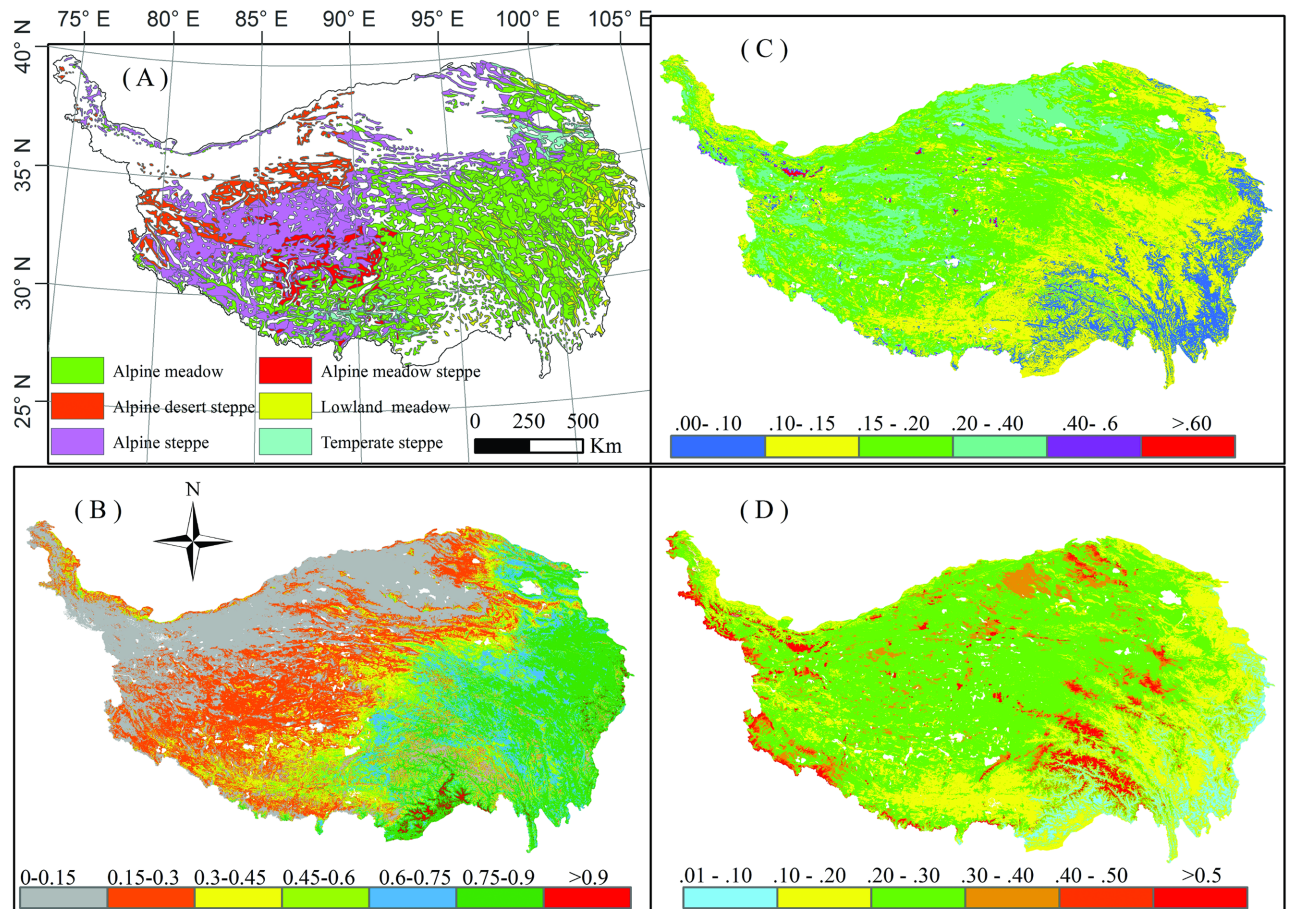 75° E 80° E 85° E 90° E 95° E 100° E 105° E
40° N
35° N
30° N
25° N
( A )
Alpine meadow
Alpine meadow steppe
Alpine desert steppe
Lowland meadow
Alpine steppe
Temperate steppe
0 250 500
Km
( C )
.00- .10 .10-.15 .15-.20 .20 -.40 .40-.6 >.60
( B )
N
0-0.15 0.15-0.3 0.3-0.45 0.45-0.6 0.6-0.75 0.75-0.9 >0.9
( D )
.01 - .10 .10 -.20 .20 -.30 .30 -.40 .40 -.50 >0.5